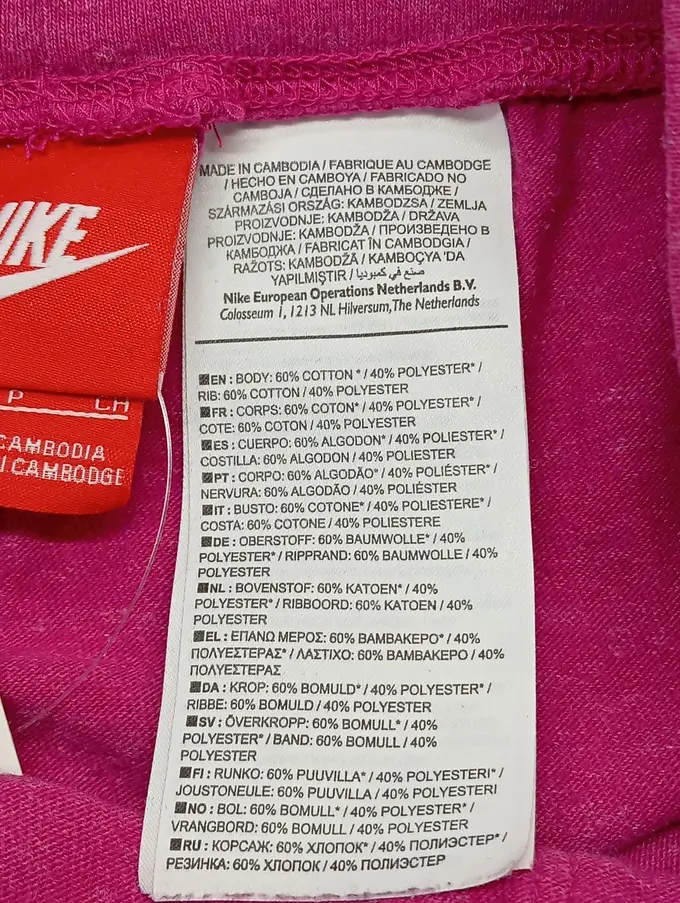 NIKE
P CH
CAMBODIA
CAMBODGE
MADE IN CAMBODIA / FABRIQUE AU CAMBODGE
/ HECHO EN CAMBOYA / FABRICADO NO
CAMBOJA / СДЕЛАНО В КАМБОДЖЕ /
SZÁRMAZÁSI ORSZÁG: KAMBODZSA / ZEMLJA
PROIZVODNJE: KAMBODŽA / DRŽAVA
PROIZVODNJE: KAMBODŽA / ПРОИЗВЕДЕНО В
КАМБОДЖА / FABRICAT ÎN CAMBODGIA /
RAŽOTS: KAMBODŽĀ / KAMBOÇYA 'DA
YAPILMIŞTIR / صنع في كمبوديا
Nike European Operations Netherlands B.V.
Colosseum 1, 1213 NL Hilversum, The Netherlands
EN : BODY: 60% COTTON * / 40% POLYESTER* /
RIB: 60% COTTON / 40% POLYESTER
FR : CORPS: 60% COTON* / 40% POLYESTER* /
COTE: 60% COTON / 40% POLYESTER
ES : CUERPO: 60% ALGODON* / 40% POLIESTER* /
COSTILLA: 60% ALGODON / 40% POLIESTER
PT : CORPO: 60% ALGODÃO* / 40% POLIÉSTER* /
NERVURA: 60% ALGODÃO / 40% POLIÉSTER
IT : BUSTO: 60% COTONE* / 40% POLIESTERE* /
COSTA: 60% COTONE / 40% POLIESTERE
DE : OBERSTOFF: 60% BAUMWOLLE* / 40%
POLYESTER* / RIPPRAND: 60% BAUMWOLLE / 40%
POLYESTER
NL : BOVENSTOF: 60% KATOEN* / 40%
POLYESTER* / RIBBOORD: 60% KATOEN / 40%
POLYESTER
EL : ΕΠΑΝΩ ΜΕΡΟΣ: 60% ΒΑΜΒΑΚΕΡΟ* / 40%
ΠΟΛΥΕΣΤΕΡΑΣ* / ΛΑΣΤΙΧΟ: 60% ΒΑΜΒΑΚΕΡΟ / 40%
ΠΟΛΥΕΣΤΕΡΑΣ
DA : KROP: 60% BOMULD* / 40% POLYESTER* /
RIBBE: 60% BOMULD / 40% POLYESTER
SV : ÖVERKROPP: 60% BOMULL* / 40%
POLYESTER* / BAND: 60% BOMULL / 40%
POLYESTER
FI : RUNKO: 60% PUUVILLA* / 40% POLYESTERI* /
JOUSTONEULE: 60% PUUVILLA / 40% POLYESTERI
NO : BOL: 60% BOMULL* / 40% POLYESTER* /
VRANGBORD: 60% BOMULL / 40% POLYESTER
RU : КОРСАЖ: 60% ХЛОПОК* / 40% ПОЛИЭСТЕР* /
РЕЗИНКА: 60% ХЛОПОК / 40% ПОЛИЭСТЕР